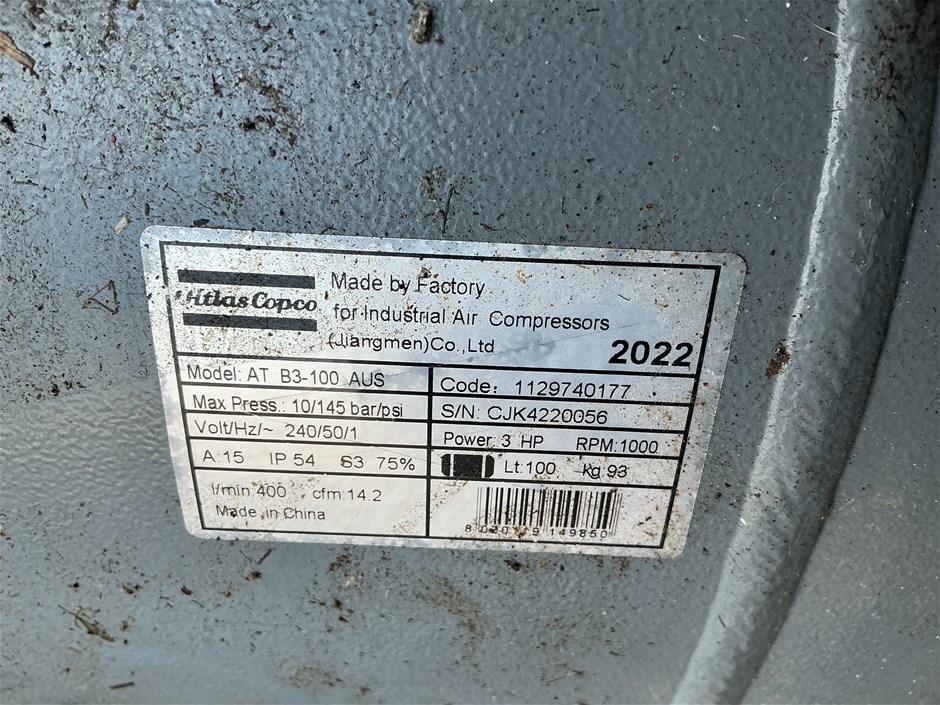 Atlas Copco
Made by Factory
for Industrial Air Compressors
(Jiangmen)Co.,Ltd
2022
Model: AT B3-100 AUS
Code: 1129740177
Max Press.: 10/145 bar/psi
S/N: CJK4220056
Volt/Hz/~ 240/50/1
Power: 3 HP RPM:1000
A:15 IP 54 S3 75%
Lt:100 kg 93
l/min 400 cfm 14.2
Made in China
149850